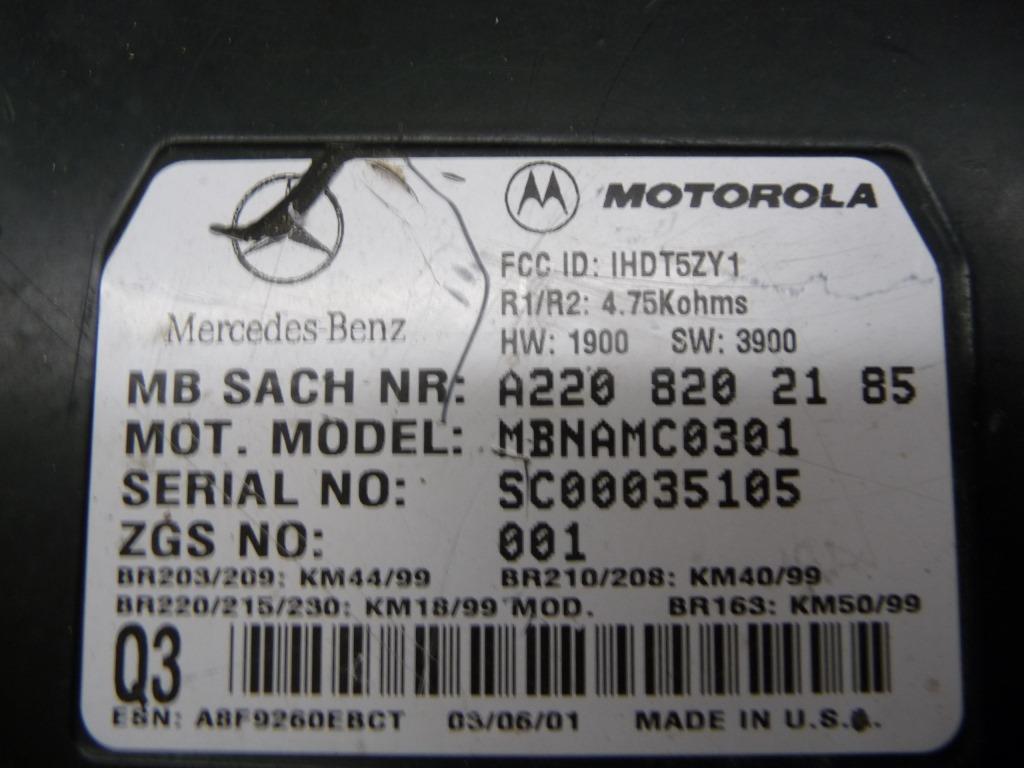 MOTOROLA
Mercedes-Benz
FCC ID: IHDT5ZY1
R1/R2: 4.75Kohms
HW: 1900 SW: 3900
MB SACH NR: A220 820 21 85
MOT. MODEL: MBNAMC0301
SERIAL NO: SC00035105
ZGS NO: 001
BR203/209: KM44/99 BR210/208: KM40/99
BR220/215/230: KM18/99 MOD. BR163: KM50/99
Q3
ESN: A8F9260EBCT 03/06/01 MADE IN U.S.A.